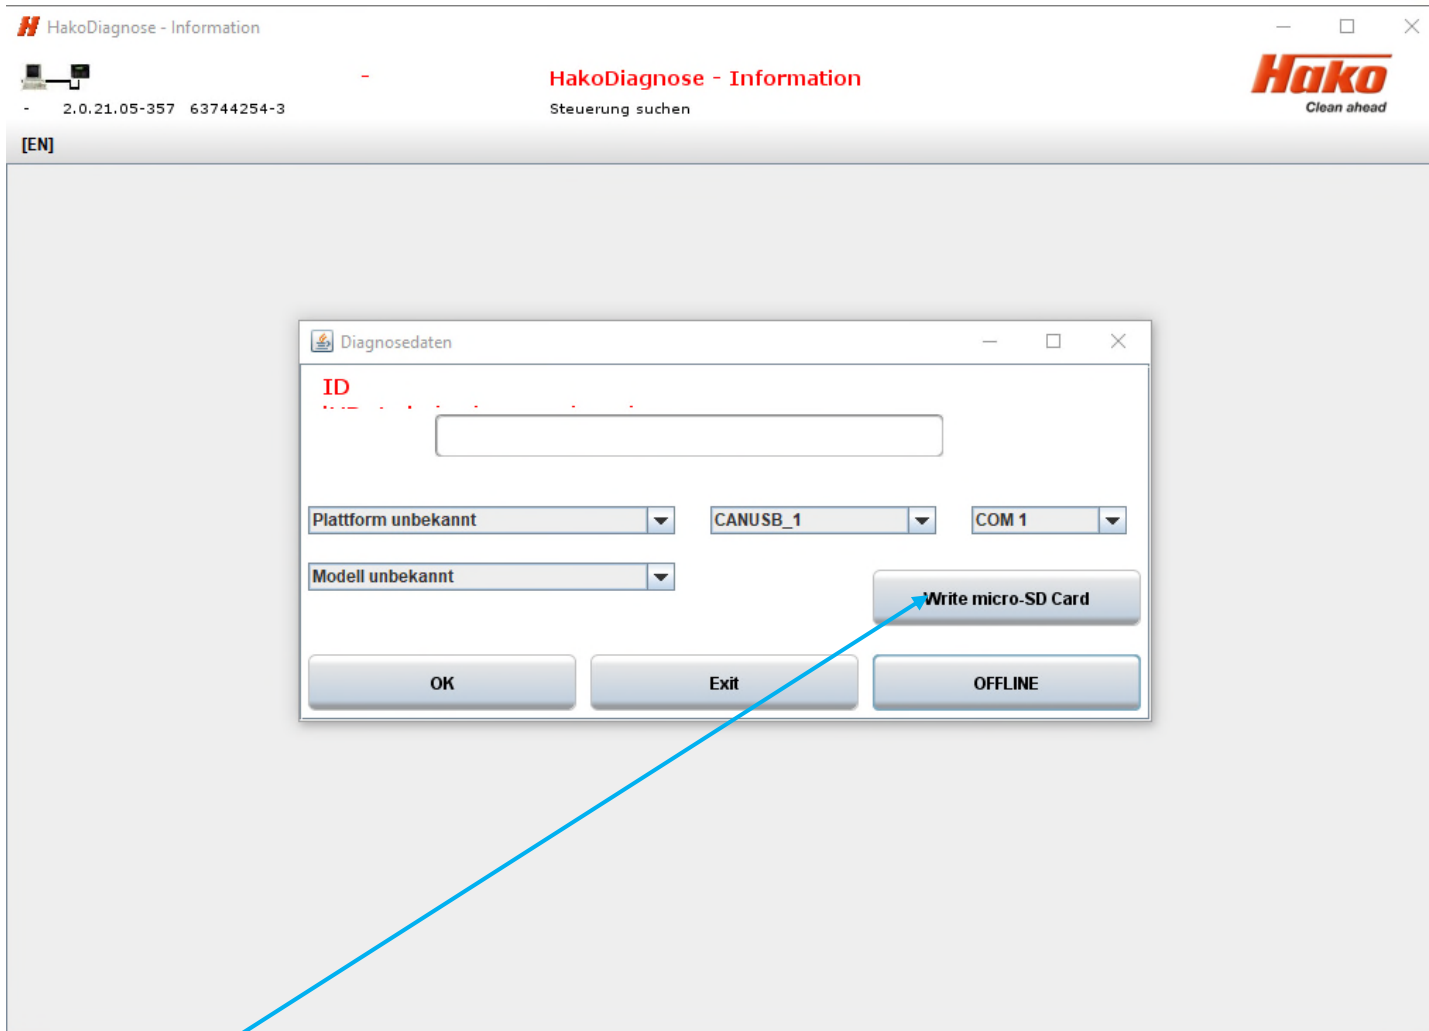 HakoDiagnose - Information
-
HakoDiagnose - Information
Hako
Clean ahead
- 2.0.21.05-357 63744254-3
Steuerung suchen
[EN]
Diagnosedaten
ID
Plattform unbekannt
CANUSB_1
COM 1
Modell unbekannt
Write micro-SD Card
OK
Exit
OFFLINE